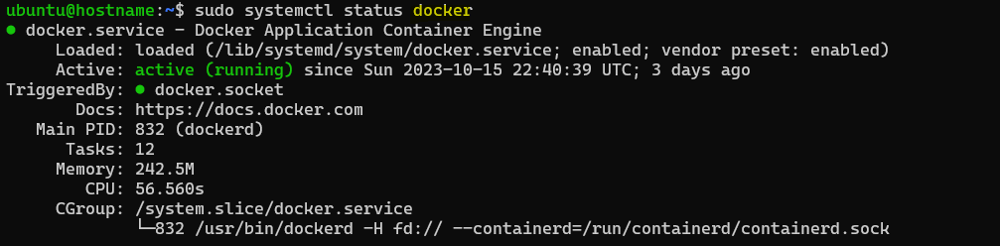 ubuntu@hostname:~$ sudo systemctl status docker
● docker.service - Docker Application Container Engine
     Loaded: loaded (/lib/systemd/system/docker.service; enabled; vendor preset: enabled)
     Active: active (running) since Sun 2023-10-15 22:40:39 UTC; 3 days ago
TriggeredBy: ● docker.socket
       Docs: https://docs.docker.com
   Main PID: 832 (dockerd)
      Tasks: 12
     Memory: 242.5M
        CPU: 56.560s
     CGroup: /system.slice/docker.service
             └─832 /usr/bin/dockerd -H fd:// --containerd=/run/containerd/containerd.sock